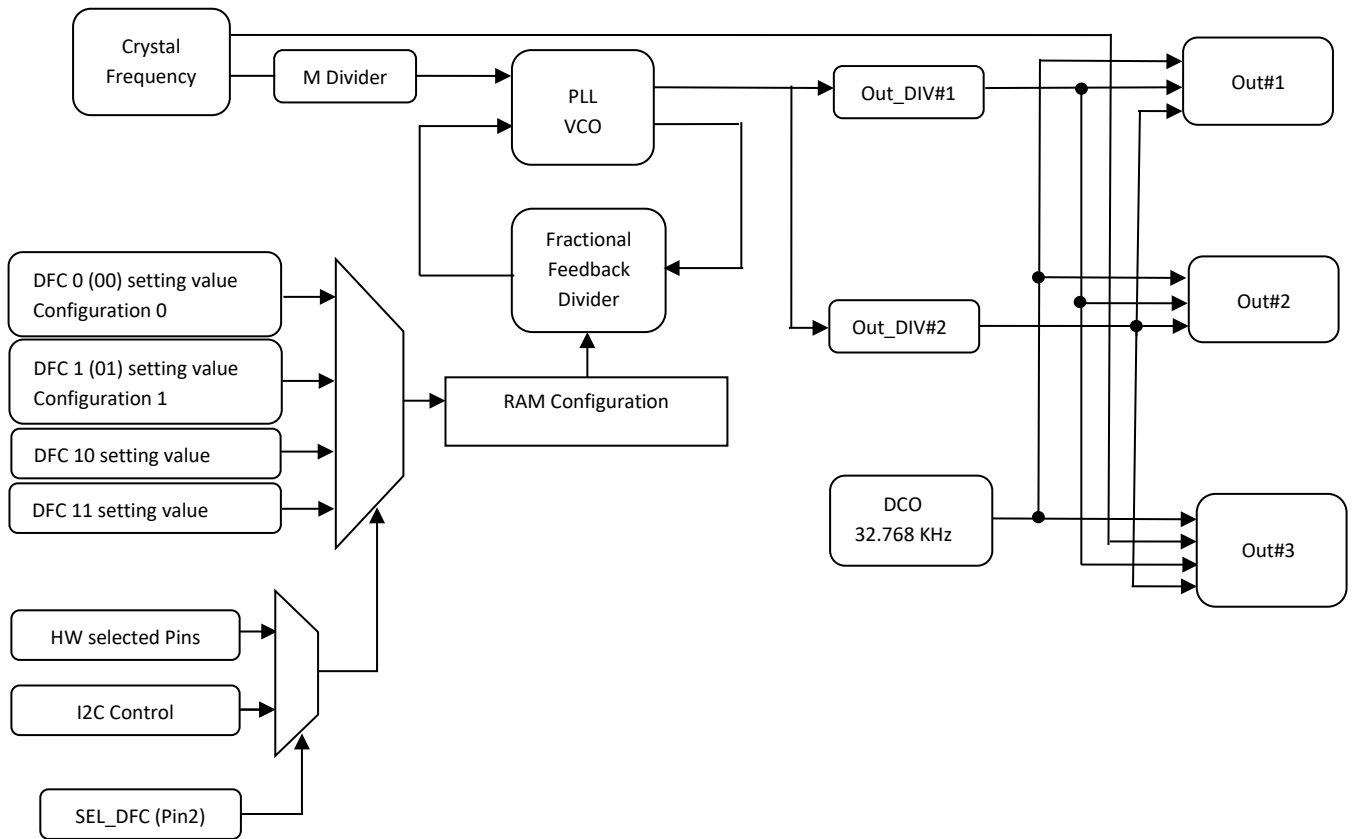 Crystal
Frequency
M Divider
PLL
VCO
Out_DIV#1
Out#1
Fractional
Feedback
Divider
DFC 0 (00) setting value
Configuration 0
Out_DIV#2
Out#2
DFC 1 (01) setting value
Configuration 1
RAM Configuration
DFC 10 setting value
DFC 11 setting value
DCO
32.768 KHz
Out#3
HW selected Pins
I2C Control
SEL_DFC (Pin2)